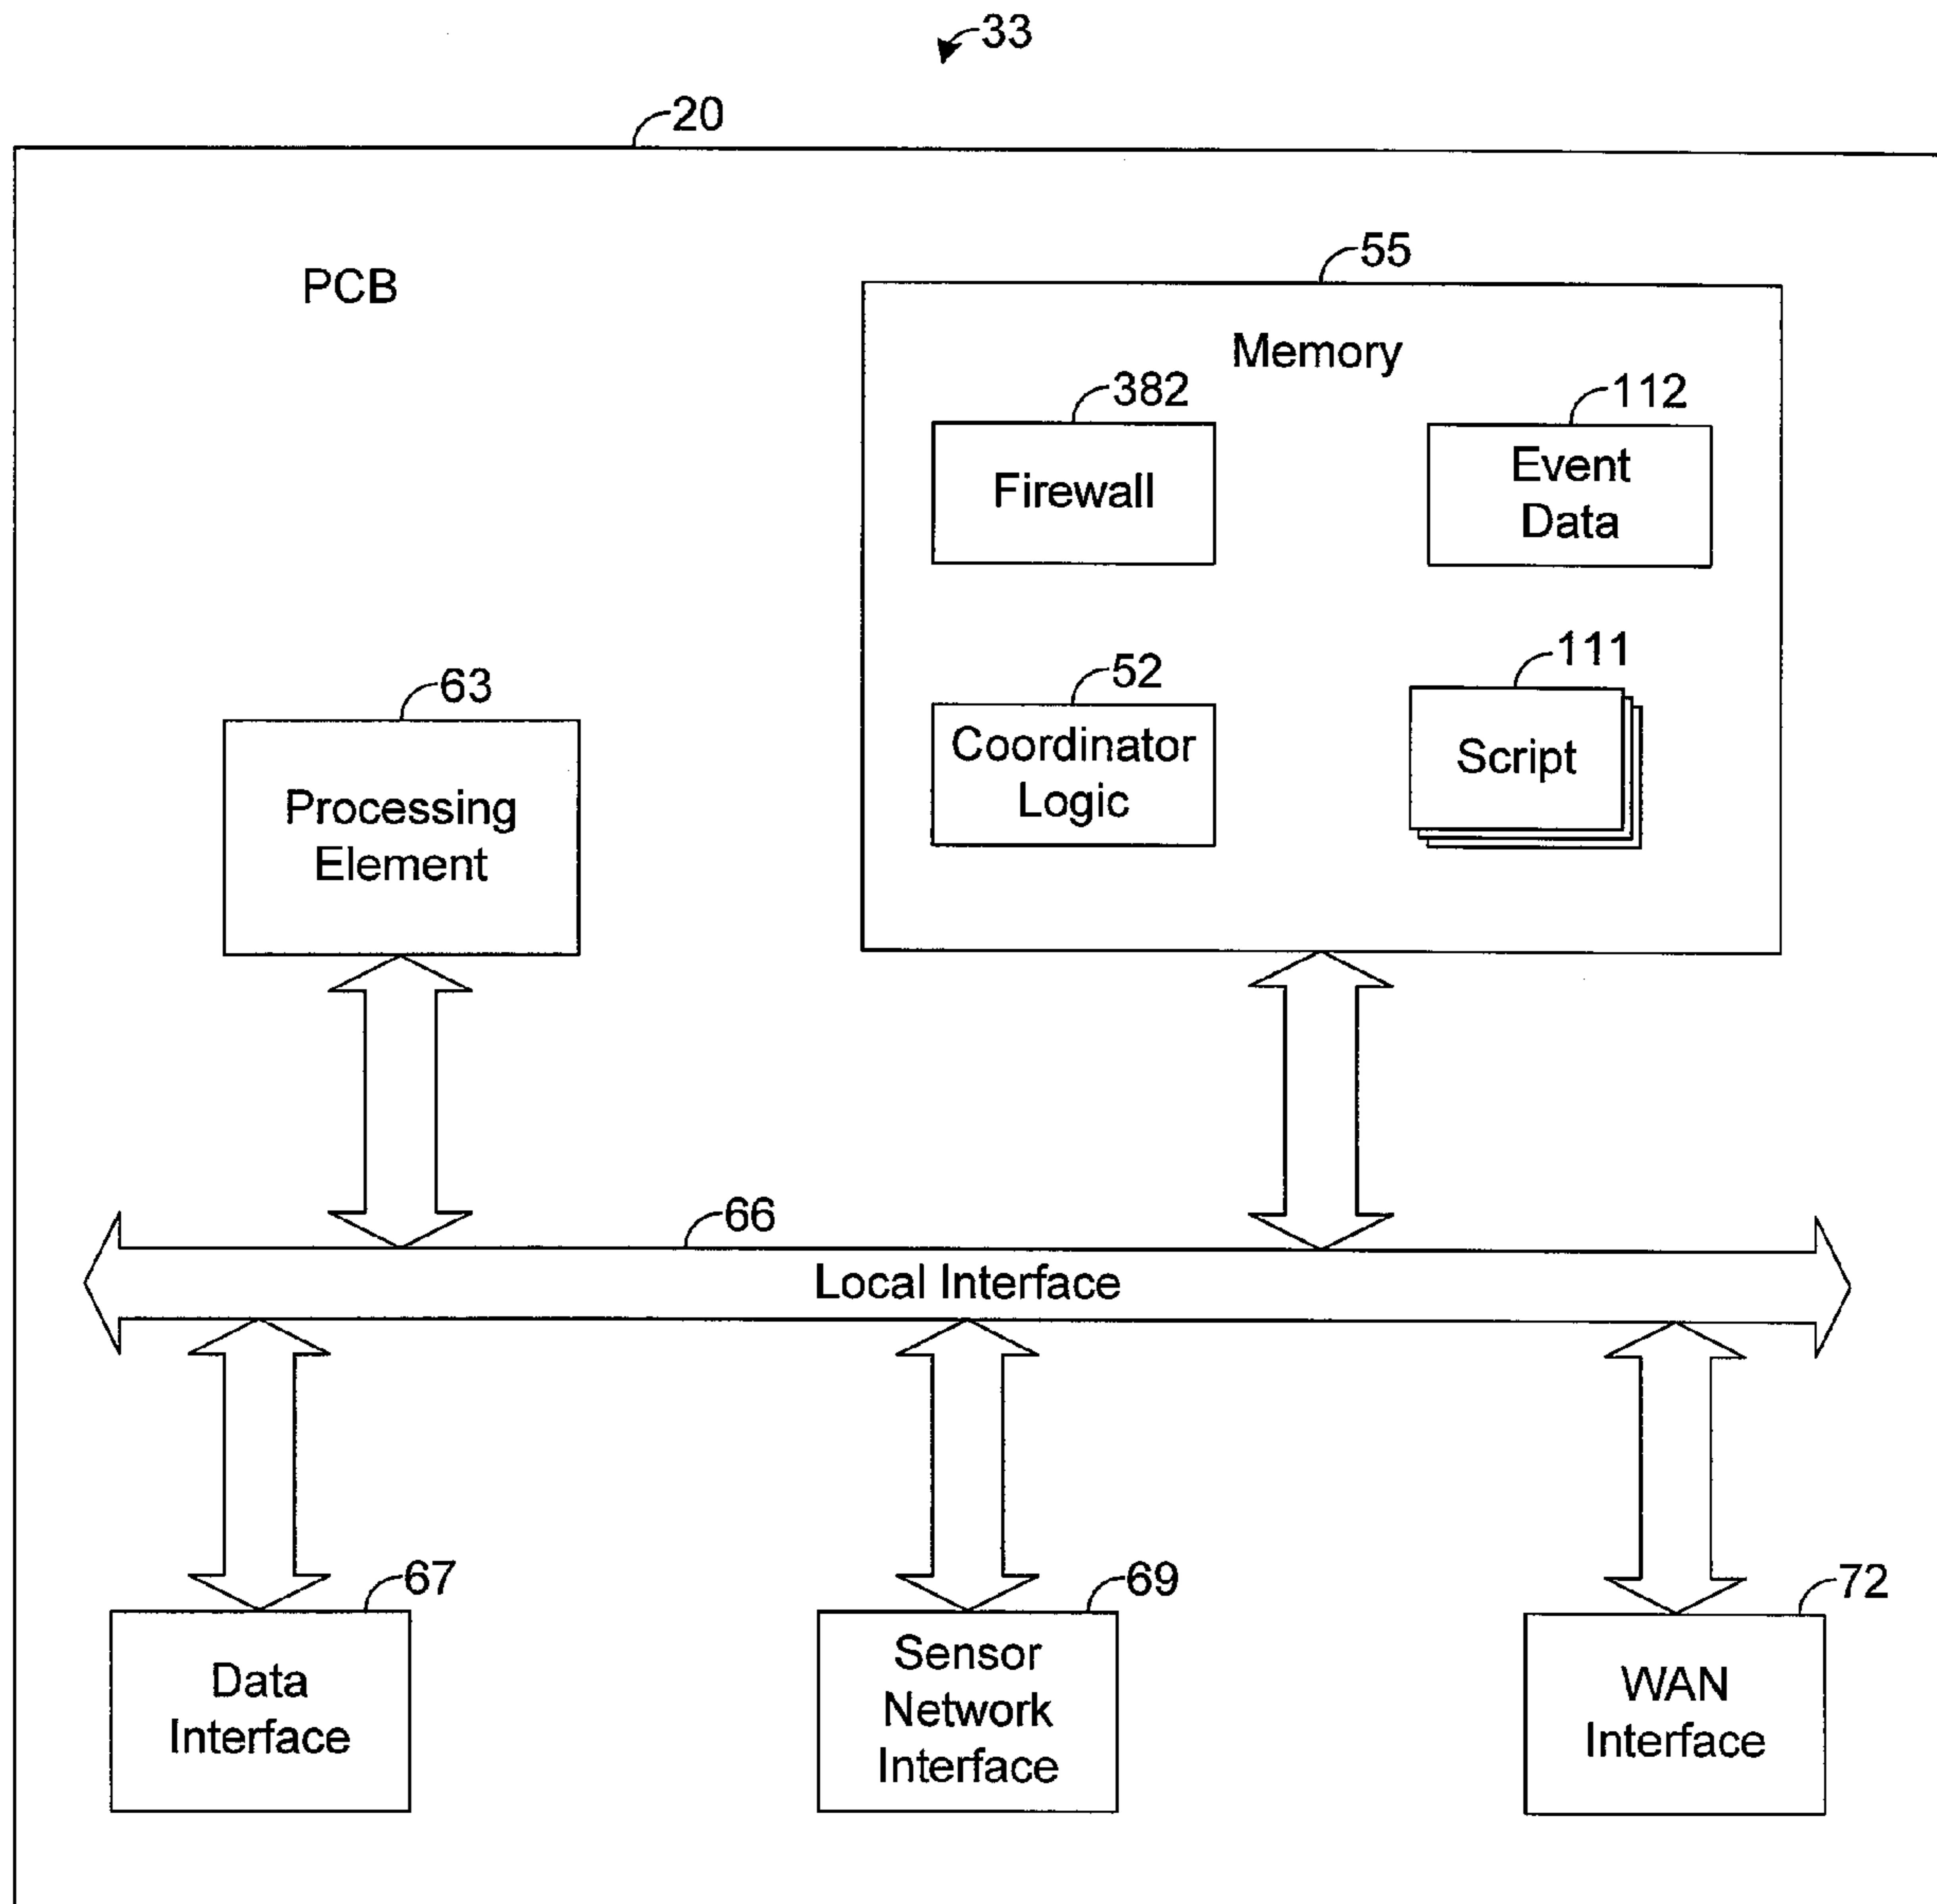 33
20
PCB
55
Memory
382
112
Firewall
Event
Data
52
111
Coordinator
Logic
Script
63
Processing
Element
66
Local Interface
67
69
72
Data
Interface
Sensor
Network
Interface
WAN
Interface